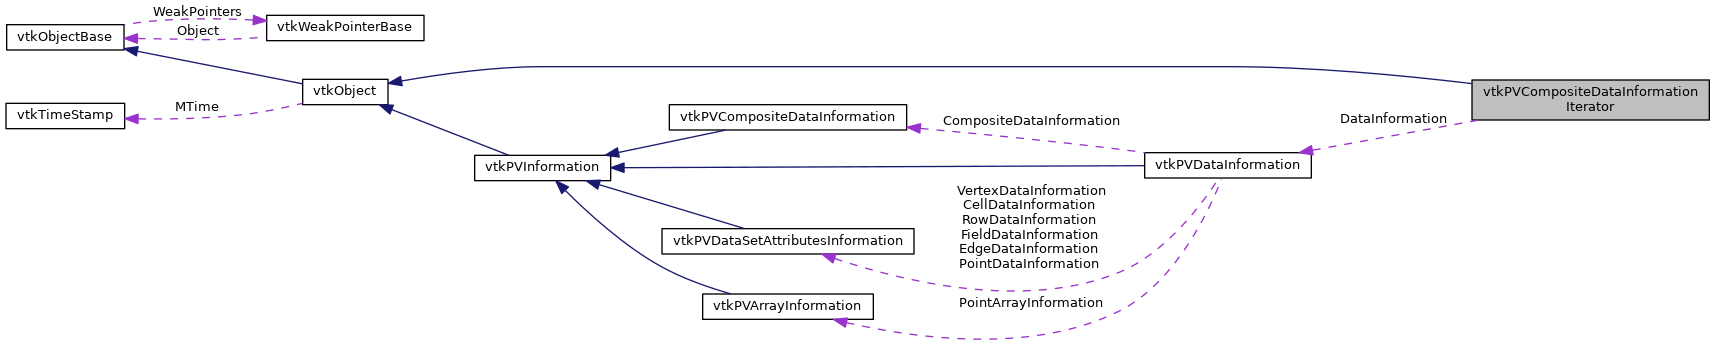 WeakPointers
vtkWeakPointerBase
vtkObjectBase
Object
vtkPVCompositeDataInformation
Iterator
vtkObject
MTime
vtkTimeStamp
vtkPVCompositeDataInformation
CompositeDataInformation
DataInformation
vtkPVInformation
vtkPVDataInformation
VertexDataInformation
CellDataInformation
RowDataInformation
FieldDataInformation
EdgeDataInformation
PointDataInformation
vtkPVDataSetAttributesInformation
vtkPVArrayInformation
PointArrayInformation